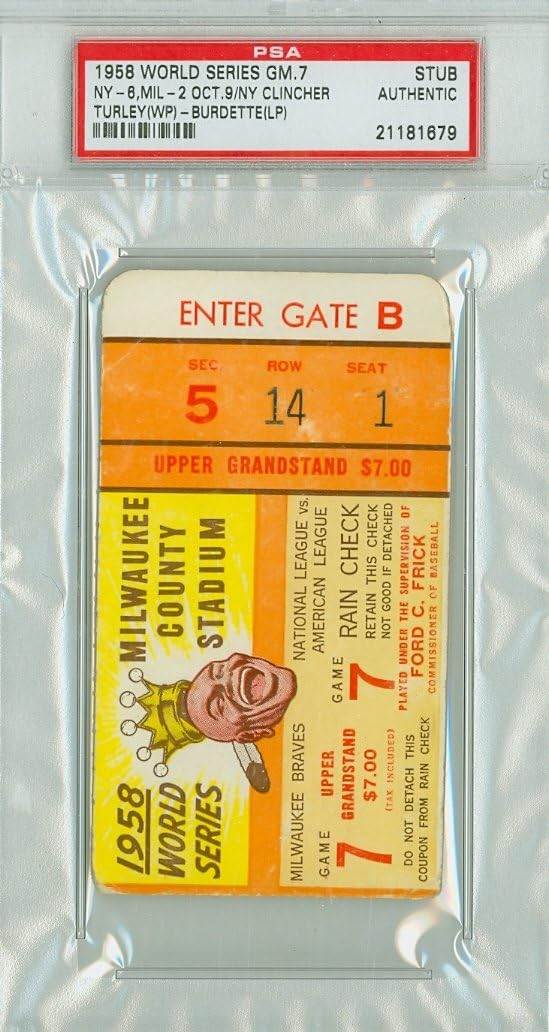 PSA
1958 WORLD SERIES GM.7 STUB
NY-6,MIL-2 OCT.9/NY CLINCHER AUTHENTIC
TURLEY(WP)-BURDETTE(LP)
21181679
ENTER GATE B
SEC. ROW SEAT
5 14 1
UPPER GRANDSTAND $7.00
MILWAUKEE
COUNTY
STADIUM
1958
WORLD
SERIES
MILWAUKEE BRAVES
NATIONAL LEAGUE VS.
AMERICAN LEAGUE
GAME
7
RAIN CHECK
RETAIN THIS CHECK
NOT GOOD IF DETACHED
PLAYED UNDER THE SUPERVISION OF
FORD C. FRICK
COMMISSIONER OF BASEBALL
GAME
7
UPPER
GRANDSTAND
$7.00
(TAX INCLUDED)
DO NOT DETACH THIS
COUPON FROM RAIN CHECK